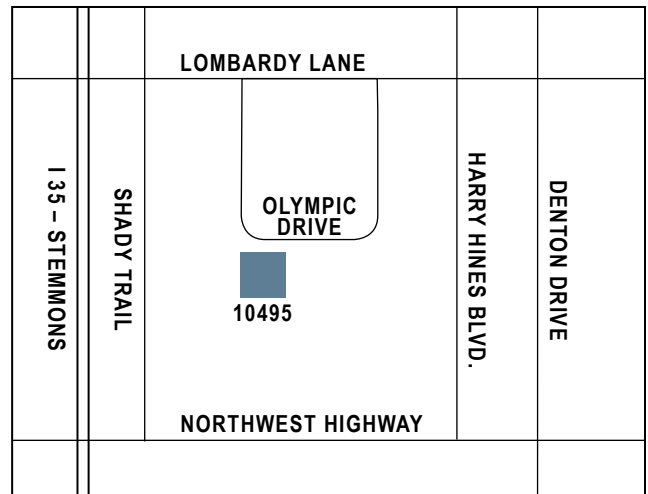 LOMBARDY LANE
I 35 – STEMMONS
SHADY TRAIL
OLYMPIC
DRIVE
HARRY HINES BLVD.
DENTON DRIVE
10495
NORTHWEST HIGHWAY